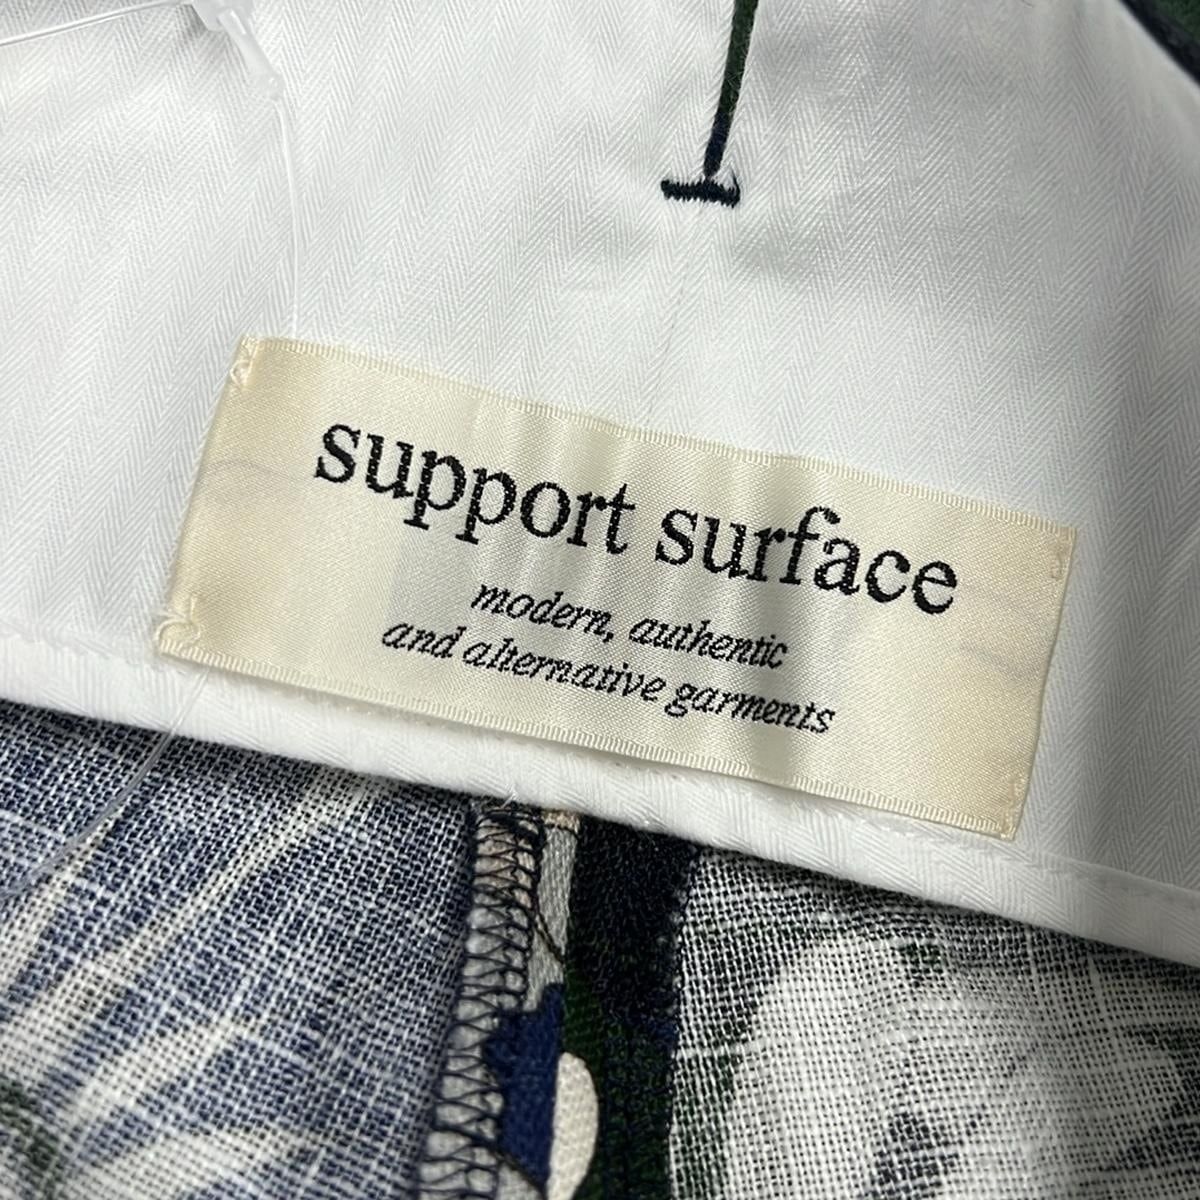 support surface
modern, authentic
and alternative garments